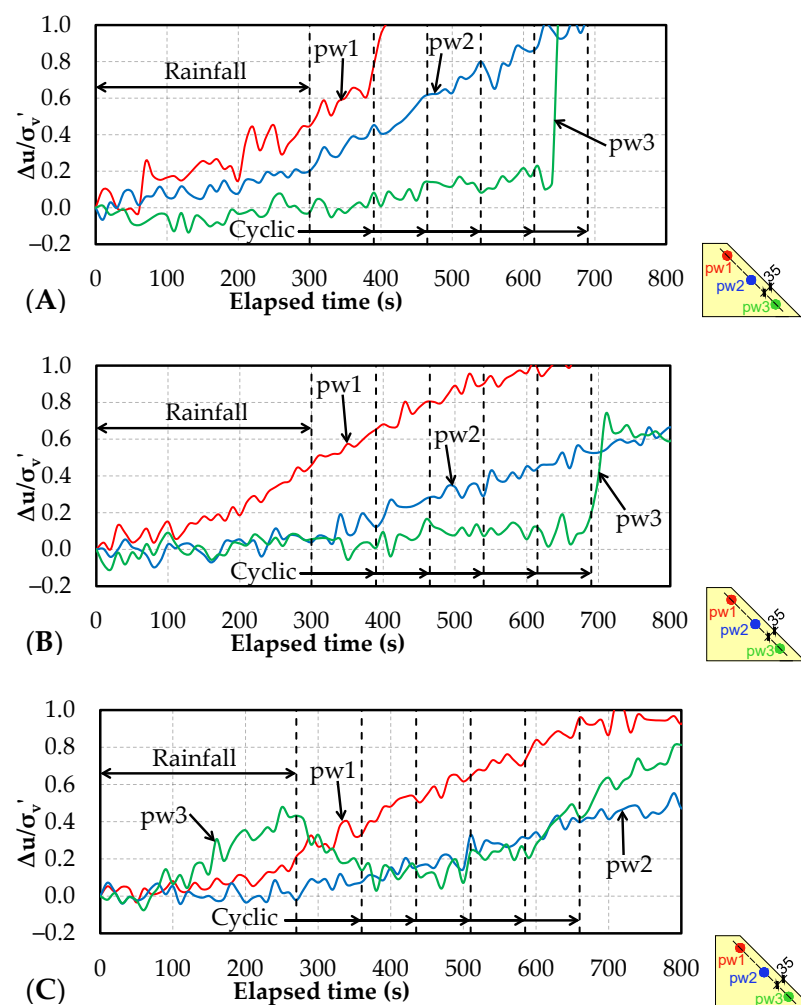 1.0
0.8
0.6
0.4
0.2
0.0
–0.2
Δu/σv'
Rainfall
pw1
pw2
pw3
Cyclic
0 100 200 300 400 500 600 700 800
Elapsed time (s)
(A)
pw1
pw2
pw3
35
1.0
0.8
0.6
0.4
0.2
0.0
–0.2
Δu/σv'
Rainfall
pw1
pw2
pw3
Cyclic
0 100 200 300 400 500 600 700 800
Elapsed time (s)
(B)
pw1
pw2
pw3
35
1.0
0.8
0.6
0.4
0.2
0.0
–0.2
Δu/σv'
Rainfall
pw1
pw3
pw2
Cyclic
0 100 200 300 400 500 600 700 800
Elapsed time (s)
(C)
pw1
pw2
pw3
35